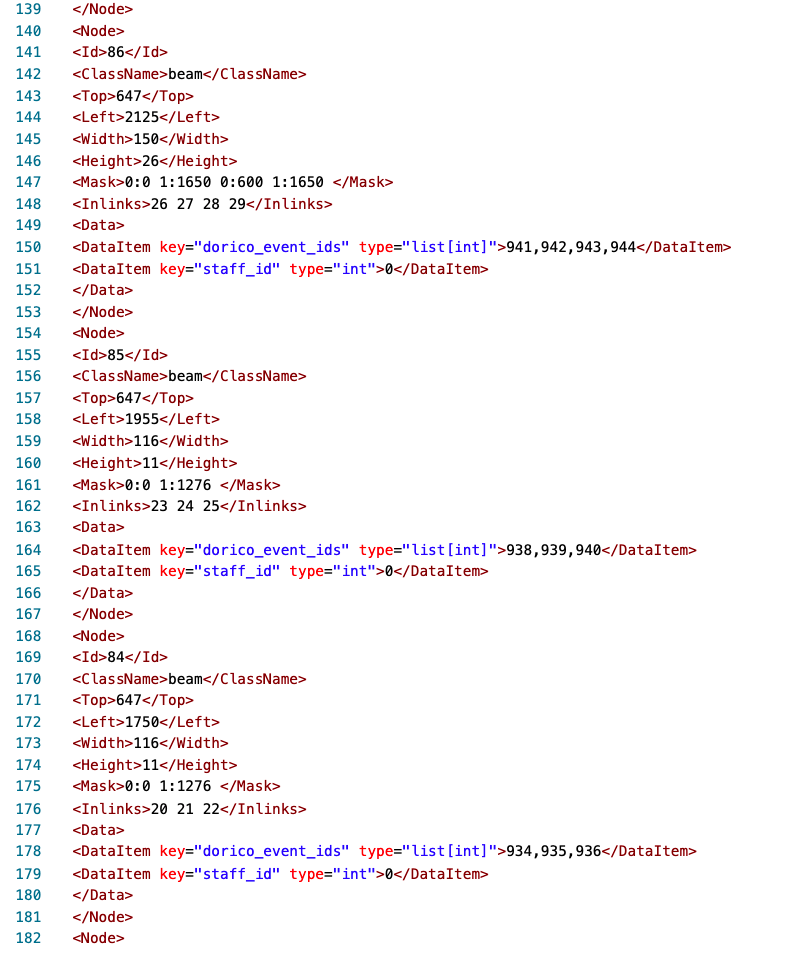 139 </Node>
140 <Node>
141 <Id>86</Id>
142 <ClassName>beam</ClassName>
143 <Top>647</Top>
144 <Left>2125</Left>
145 <Width>150</Width>
146 <Height>26</Height>
147 <Mask>0:0 1:1650 0:600 1:1650 </Mask>
148 <Inlinks>26 27 28 29</Inlinks>
149 <Data>
150 <DataItem key="dorico_event_ids" type="list[int]">941,942,943,944</DataItem>
151 <DataItem key="staff_id" type="int">0</DataItem>
152 </Data>
153 </Node>
154 <Node>
155 <Id>85</Id>
156 <ClassName>beam</ClassName>
157 <Top>647</Top>
158 <Left>1955</Left>
159 <Width>116</Width>
160 <Height>11</Height>
161 <Mask>0:0 1:1276 </Mask>
162 <Inlinks>23 24 25</Inlinks>
163 <Data>
164 <DataItem key="dorico_event_ids" type="list[int]">938,939,940</DataItem>
165 <DataItem key="staff_id" type="int">0</DataItem>
166 </Data>
167 </Node>
168 <Node>
169 <Id>84</Id>
170 <ClassName>beam</ClassName>
171 <Top>647</Top>
172 <Left>1750</Left>
173 <Width>116</Width>
174 <Height>11</Height>
175 <Mask>0:0 1:1276 </Mask>
176 <Inlinks>20 21 22</Inlinks>
177 <Data>
178 <DataItem key="dorico_event_ids" type="list[int]">934,935,936</DataItem>
179 <DataItem key="staff_id" type="int">0</DataItem>
180 </Data>
181 </Node>
182 <Node>